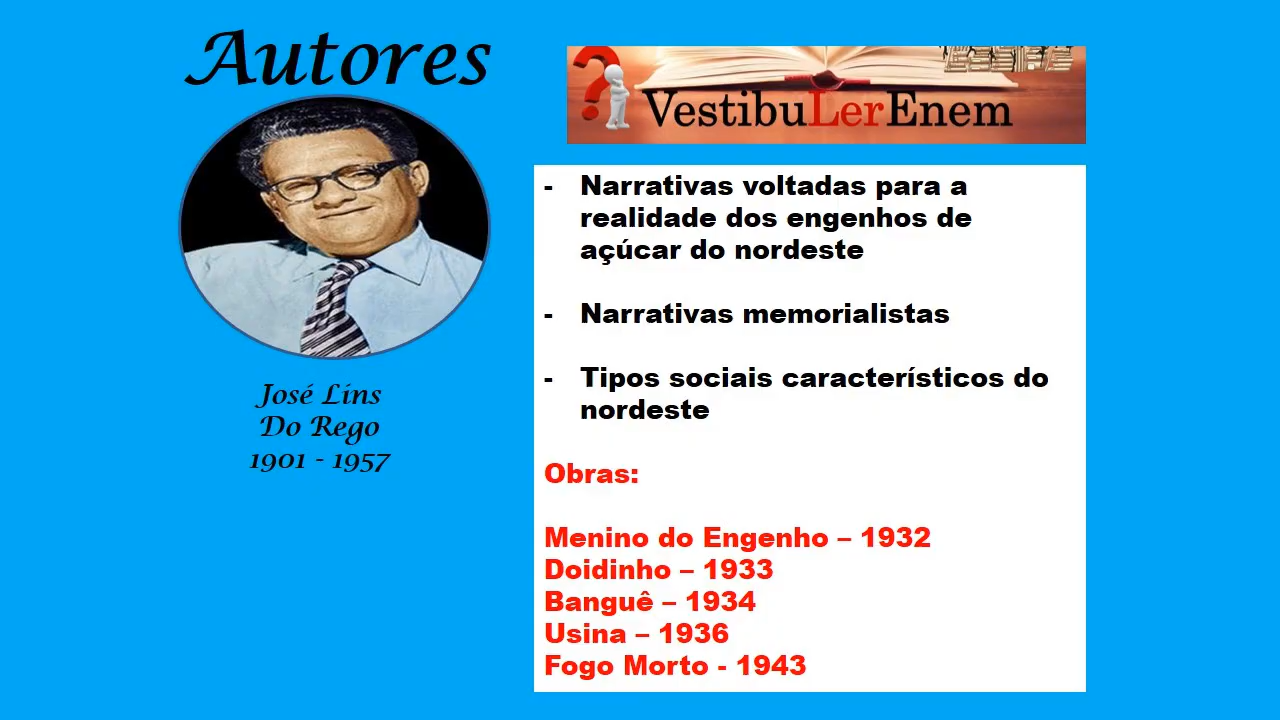 Autores
VestibuLerEnem
José Lins
Do Rego
1901 - 1957
- Narrativas voltadas para a
realidade dos engenhos de
açúcar do nordeste
- Narrativas memorialistas
- Tipos sociais característicos do
nordeste
Obras:
Menino do Engenho – 1932
Doidinho – 1933
Banguê – 1934
Usina – 1936
Fogo Morto - 1943